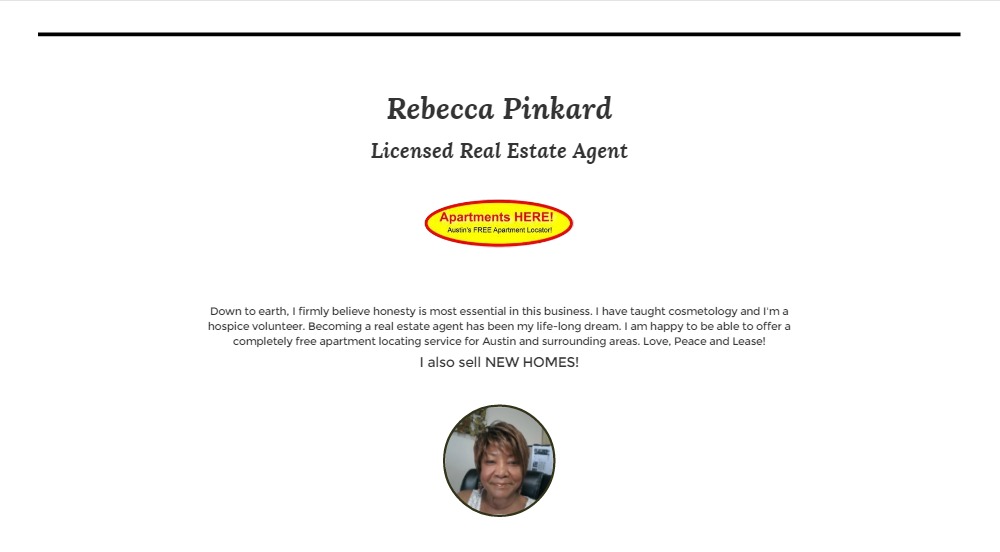 Rebecca Pinkard
Licensed Real Estate Agent
Apartments HERE!
Austin's FREE Apartment Locator!
Down to earth, I firmly believe honesty is most essential in this business. I have taught cosmetology and I'm a
hospice volunteer. Becoming a real estate agent has been my life-long dream. I am happy to be able to offer a
completely free apartment locating service for Austin and surrounding areas. Love, Peace and Lease!
I also sell NEW HOMES!